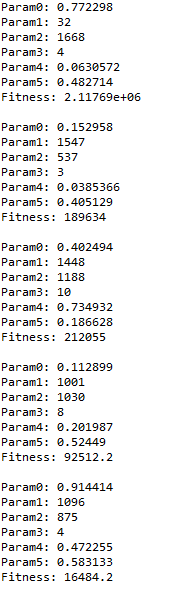 Param0: 0.772298
Param1: 32
Param2: 1668
Param3: 4
Param4: 0.0630572
Param5: 0.482714
Fitness: 2.11769e+06
Param0: 0.152958
Param1: 1547
Param2: 537
Param3: 3
Param4: 0.0385366
Param5: 0.405129
Fitness: 189634
Param0: 0.402494
Param1: 1448
Param2: 1188
Param3: 10
Param4: 0.734932
Param5: 0.186628
Fitness: 212055
Param0: 0.112899
Param1: 1001
Param2: 1030
Param3: 8
Param4: 0.201987
Param5: 0.52449
Fitness: 92512.2
Param0: 0.914414
Param1: 1096
Param2: 875
Param3: 4
Param4: 0.472255
Param5: 0.583133
Fitness: 16484.2